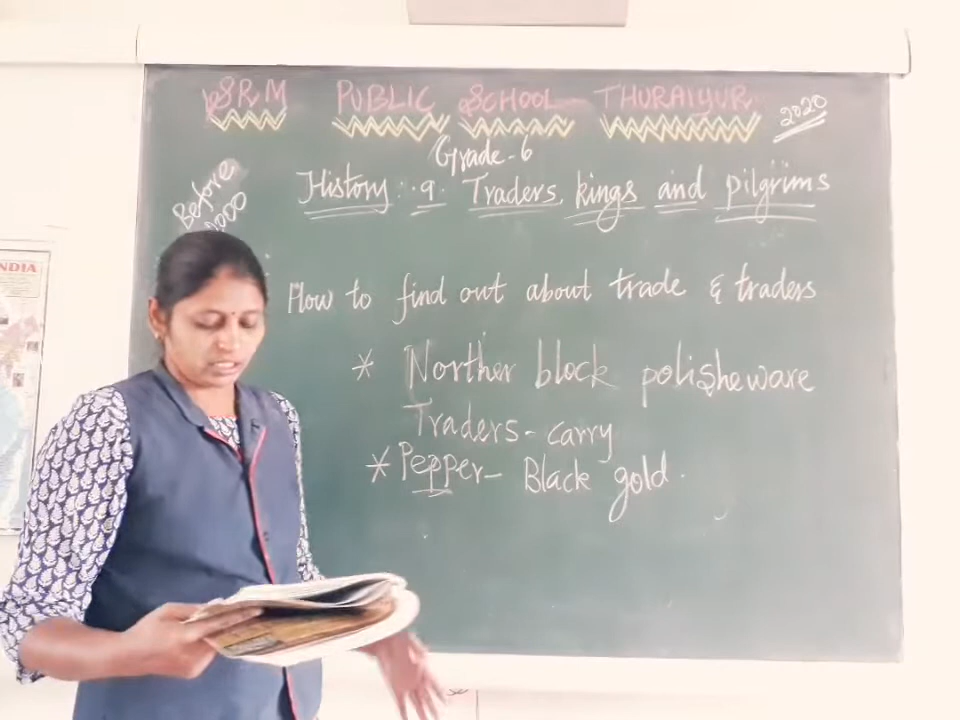 SRM PUBLIC SCHOOL - THURAIYUR
2020
Grade-6
Before
2000
History : 9. Traders, kings and pilgrims
INDIA
How to find out about trade & traders
* Norther block polisheware
Traders - carry
* Pepper - Black gold.